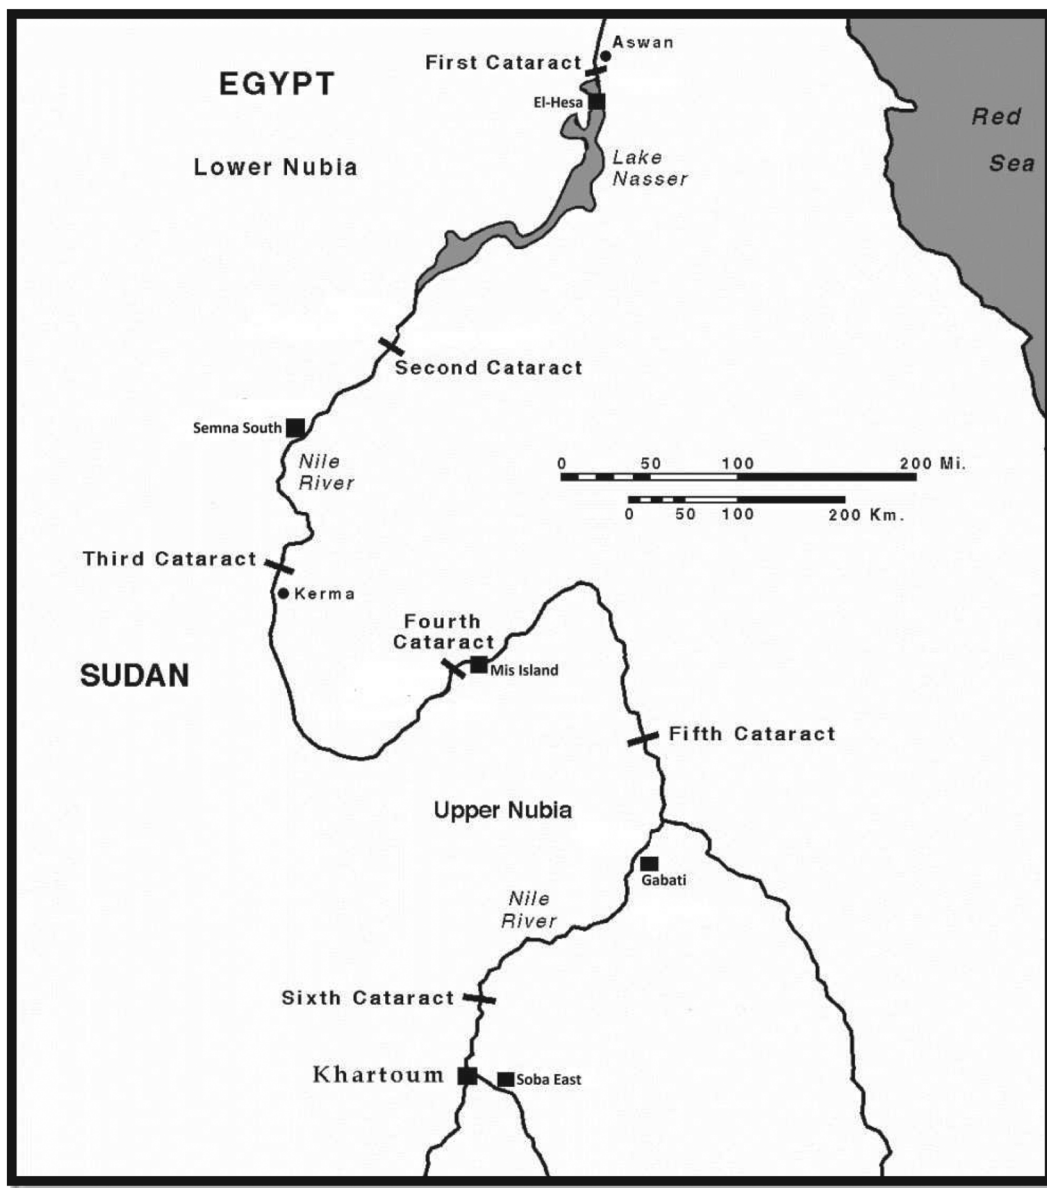 Aswan
First Cataract
EGYPT
El-Hesa
Red
Sea
Lower Nubia
Lake
Nasser
Second Cataract
Semna South
Nile
River
0 50 100 200 Mi.
0 50 100 200 Km.
Third Cataract
Kerma
Fourth
Cataract
Mis Island
SUDAN
Fifth Cataract
Upper Nubia
Gabati
Nile
River
Sixth Cataract
Khartoum
Soba East